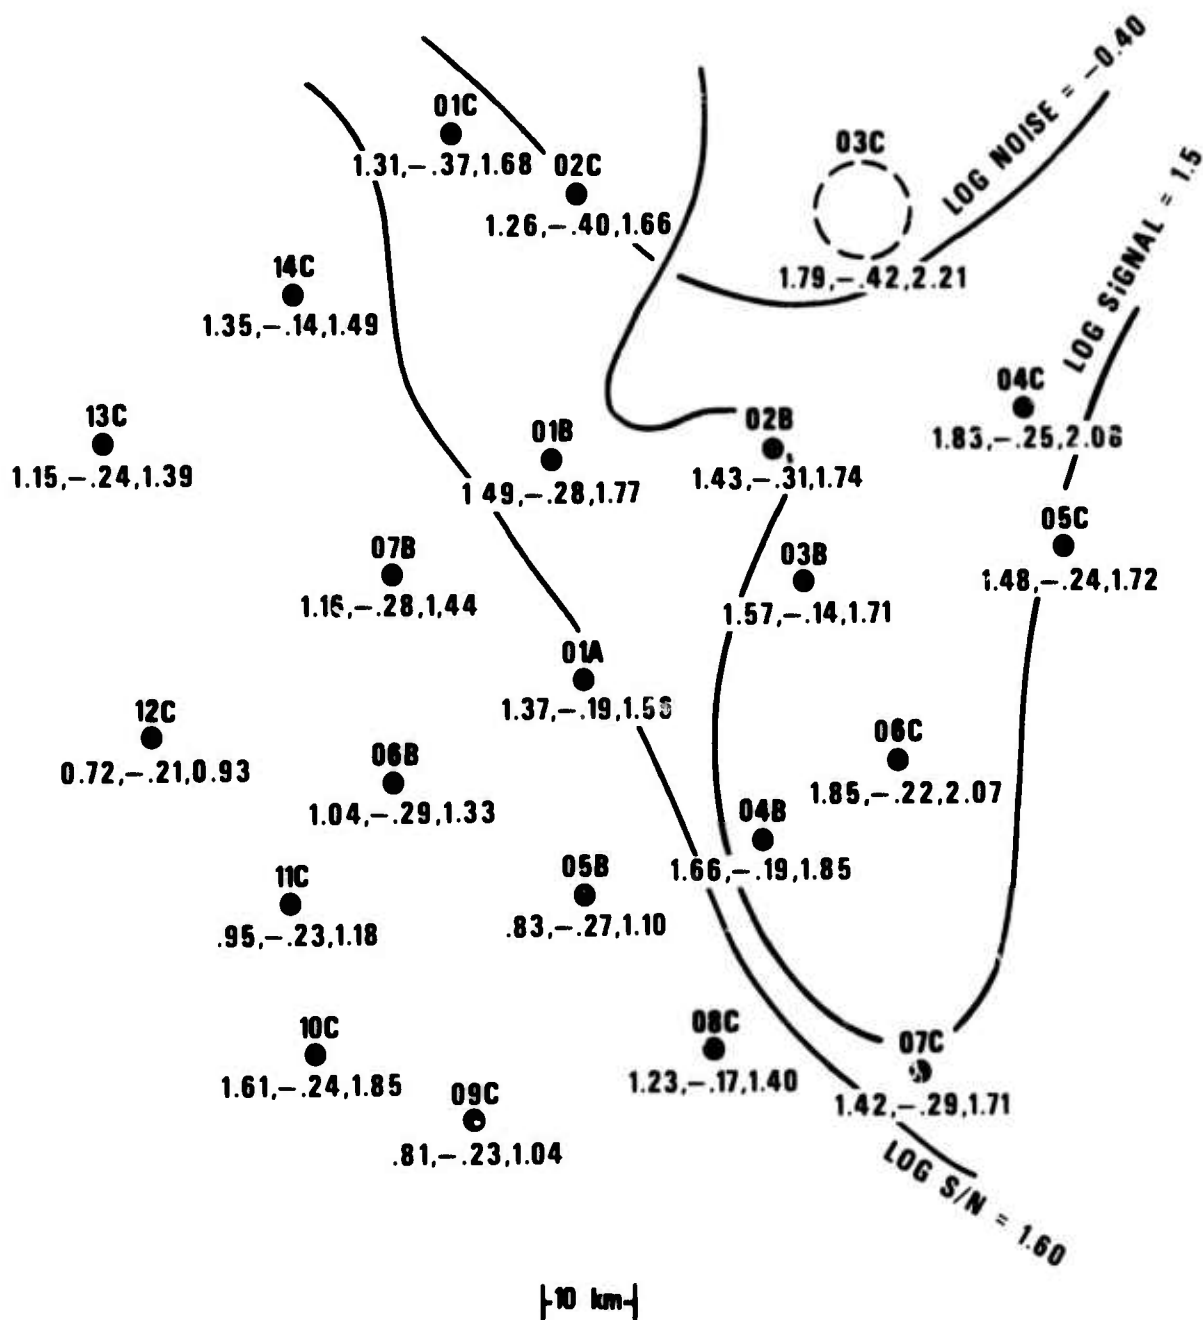 LOG NOISE = -0.40
01C
1.31,-.37,1.68
02C
1.26,-.40,1.66
03C
1.79,-.42,2.21
LOG SIGNAL = 1.5
14C
1.35,-.14,1.49
04C
1.83,-.25,2.08
13C
1.15,-.24,1.39
01B
1 49,-.28,1.77
02B
1.43,-.31,1.74
05C
1.48,-.24,1.72
07B
1.16,-.28,1,44
03B
1.57,-.14,1.71
01A
1.37,-.19,
12C
0.72,-.21,0.93
06B
1.04,-.29,1.33
06C
1.85,-.22,2.07
04B
1.66,-.19,1.85
11C
.95,-.23,1.18
05B
.83,-.27,1.10
10C
1.61,-.24,1.85
09C
.81,-.23,1.04
08C
1.23,-.17,1.40
07C
1.42,-.29,1.71
LOG S/N = 1.60
10 km